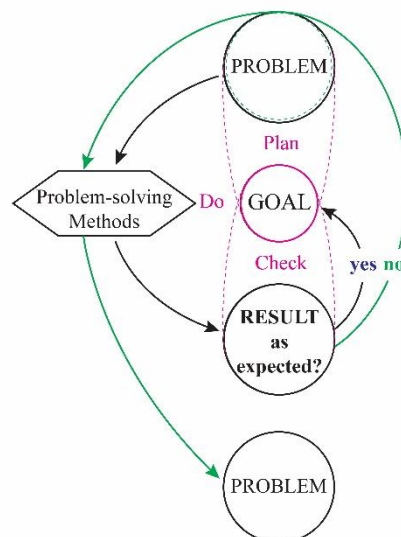 PROBLEM
Plan
Problem-solving
Methods
Do
GOAL
Check
yes no
RESULT
as
expected?
PROBLEM